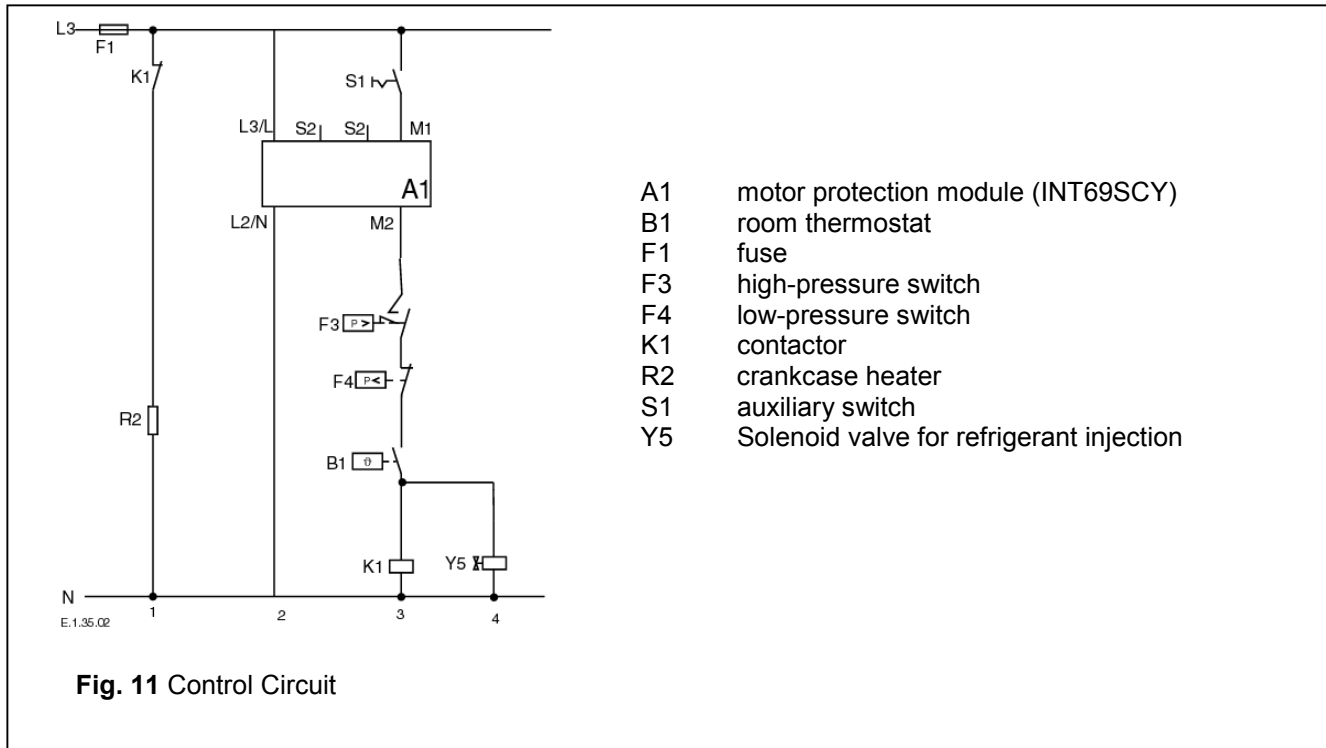 L3
F1
K1
S1
L3/L S2 S2 M1
A1
L2/N M2
F3 P >
F4 P<
R2
B1 θ
K1 Y5
N
1 2 3 4
E.1.35.02
A1 motor protection module (INT69SCY)
B1 room thermostat
F1 fuse
F3 high-pressure switch
F4 low-pressure switch
K1 contactor
R2 crankcase heater
S1 auxiliary switch
Y5 Solenoid valve for refrigerant injection
Fig. 11 Control Circuit